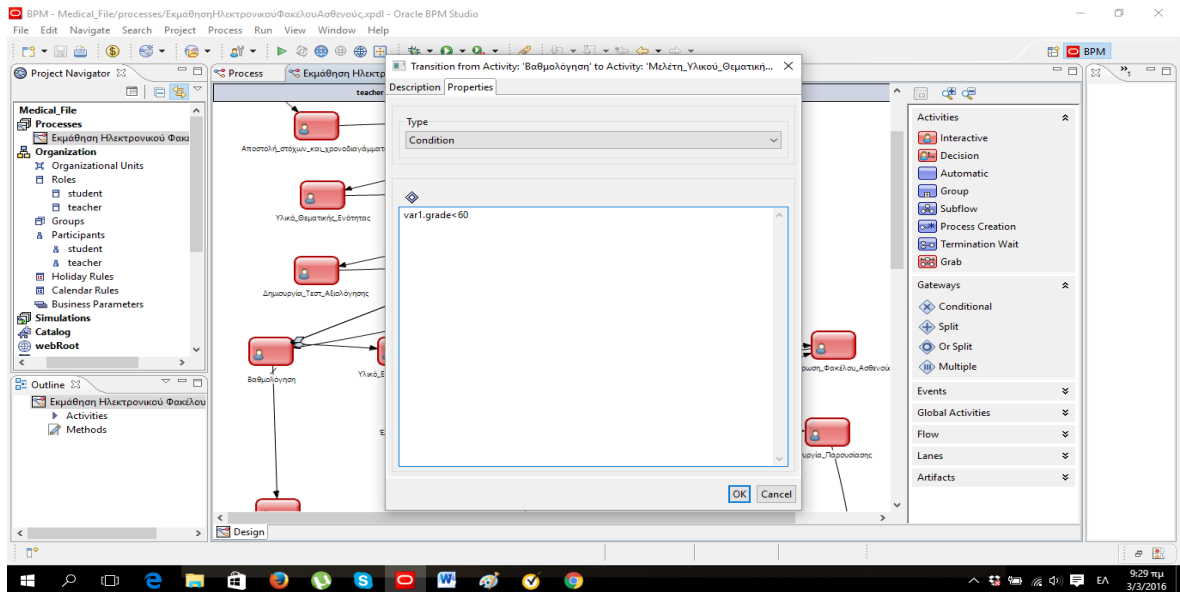 BPM - Medical_File/processes/ΕκμάθησηΗλεκτρονικούΦακέλουΑσθενούς.xpdl - Oracle BPM Studio
File Edit Navigate Search Project Process Run View Window Help
BPM
Project Navigator
Medical_File
Processes
Εκμάθηση Ηλεκτρονικού Φακε
Organization
Organizational Units
Roles
student
teacher
Groups
Participants
student
teacher
Holiday Rules
Calendar Rules
Business Parameters
Simulations
Catalog
webRoot
Outline
Εκμάθηση Ηλεκτρονικού Φακέλου
Activities
Methods
Process
Εκμάθηση Ηλεκτρ
teacher
Αποστολή_στόχων_και_χρονοδιαγράμματ
Υλικό_Θεματικής_Ενότητας
Δημιουργία_Τεστ_Αξιολόγησης
Βαθμολόγηση
Υλικό_Ε
Έ
ρωση_Φακέλου_Ασθενού
υργία_Παρουσίασης
Design
Transition from Activity: 'Βαθμολόγηση' to Activity: 'Μελέτη_Υλικού_Θεματική...
Description Properties
Type
Condition
var1.grade<60
OK Cancel
Activities
Interactive
Decision
Automatic
Group
Subflow
Process Creation
Termination Wait
Grab
Gateways
Conditional
Split
Or Split
Multiple
Events
Global Activities
Flow
Lanes
Artifacts
ΕΛ
9:29 πμ
3/3/2016